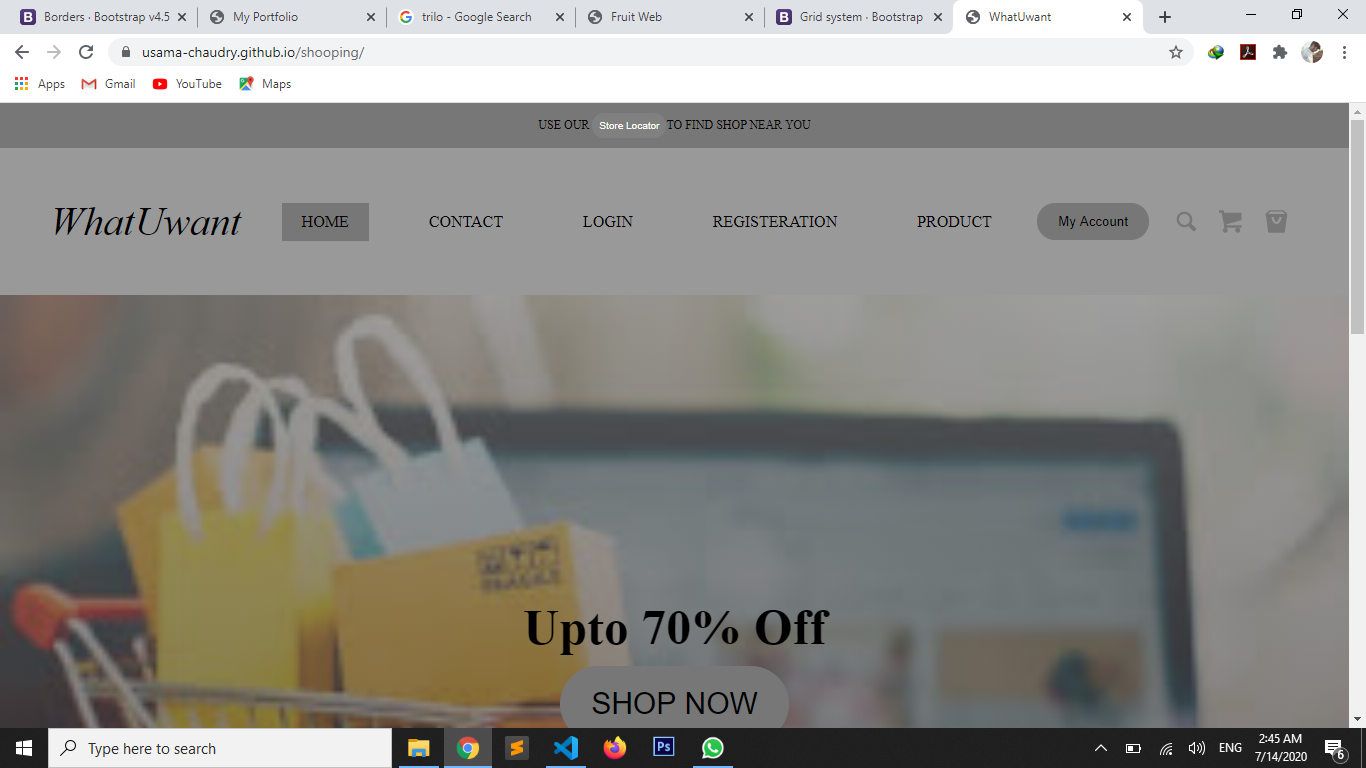 Borders · Bootstrap v4.5
My Portfolio
trilo - Google Search
Fruit Web
Grid system · Bootstrap
WhatUwant
usama-chaudry.github.io/shooping/
Apps
Gmail
YouTube
Maps
USE OUR Store Locator TO FIND SHOP NEAR YOU
WhatUwant
HOME
CONTACT
LOGIN
REGISTERATION
PRODUCT
My Account
FRAGILE
Upto 70% Off
SHOP NOW
Type here to search
Ps
ENG
2:45 AM
7/14/2020
6